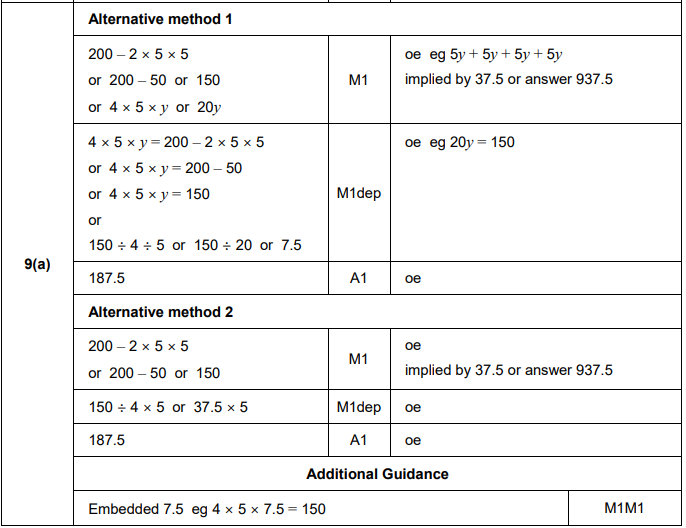 Alternative method 1
200 – 2 × 5 × 5
or 200 – 50 or 150
or 4 × 5 × y or 20y
M1
oe eg 5y + 5y + 5y + 5y
implied by 37.5 or answer 937.5
4 × 5 × y = 200 – 2 × 5 × 5
or 4 × 5 × y = 200 – 50
or 4 × 5 × y = 150
or
150 ÷ 4 ÷ 5 or 150 ÷ 20 or 7.5
M1dep
oe eg 20y = 150
9(a)
187.5
A1
oe
Alternative method 2
200 – 2 × 5 × 5
or 200 – 50 or 150
M1
oe
implied by 37.5 or answer 937.5
150 ÷ 4 × 5 or 37.5 × 5
M1dep
oe
187.5
A1
oe
Additional Guidance
Embedded 7.5 eg 4 × 5 × 7.5 = 150
M1M1